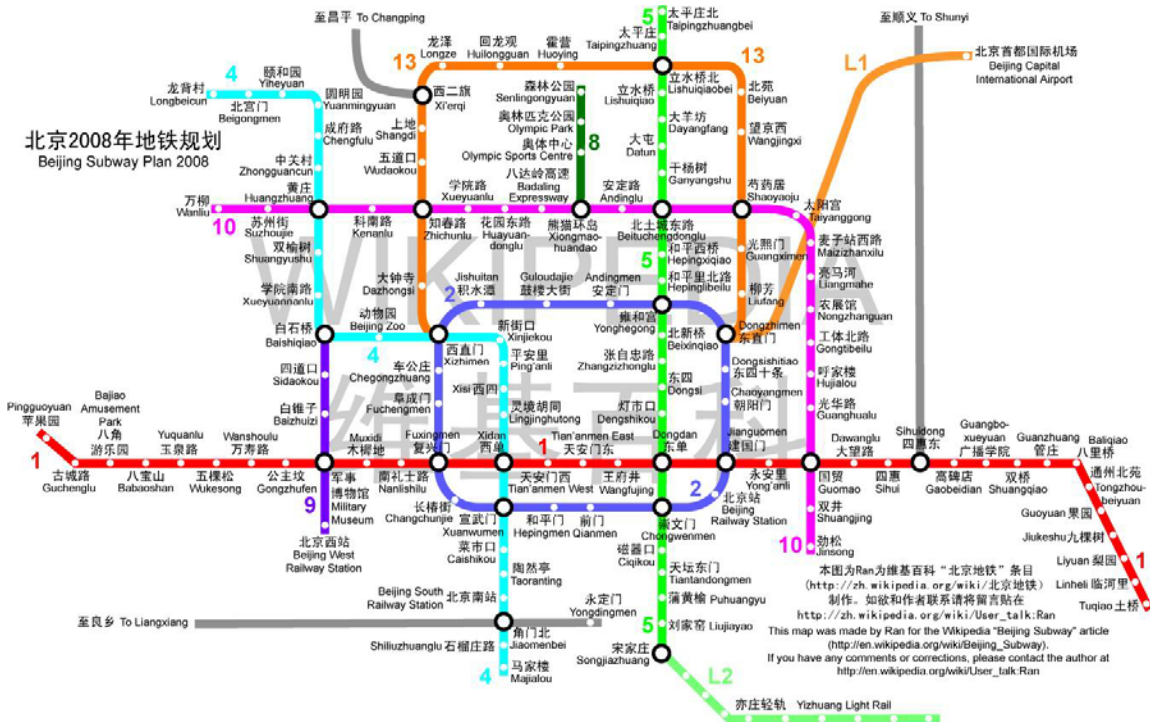 至昌平 To Changping
5
太平庄北
Taipingzhuangbei
太平庄
Taipingzhuang
至顺义 To Shunyi
13
龙泽
Longze
回龙观
Huilongguan
霍营
Huoying
13
L1
北京首都国际机场
Beijing Capital
International Airport
4
龙背村
Longbeicun
颐和园
Yiheyuan
北宫门
Beigongmen
圆明园
Yuanmingyuan
西二旗
Xi'erqi
森林公园
Senlingongyuan
立水桥北
Lishuiqiaobei
立水桥
Lishuiqiao
北苑
Beiyuan
北京2008年地铁规划
Beijing Subway Plan 2008
成府路
Chengfulu
上地
Shangdi
奥林匹克公园
Olympic Park
奥体中心
Olympic Sports Centre
8
大羊坊
Dayangfang
大屯
Datun
望京西
Wangjingxi
中关村
Zhongguancun
五道口
Wudaokou
干杨树
Ganyangshu
万柳
Wanliu
10
黄庄
Huangzhuang
苏州街
Suzhoujie
科南路
Kenanlu
知春路
Zhichunlu
学院路
Xueyuanlu
花园东路
Huayuan-
donglu
八达岭高速
Badaling
Expressway
熊猫环岛
Xiongmao-
huandao
安定路
Andinglu
北土城东路
Beituchengdonglu
芍药居
Shaoyaoju
太阳宫
Taiyanggong
双榆树
Shuangyushu
5
和平西桥
Hepingxiqiao
光熙门
Guangximen
麦子站西路
Maizizhanxilu
WIKIPEDIA
维基百科
学院南路
Xueyuannanlu
大钟寺
Dazhongsi
2
Jishuitan
积水潭
Guloudajie
鼓楼大街
Andingmen
安定门
和平里北路
Hepinglibeilu
柳芳
Liufang
亮马河
Liangmahe
农展馆
Nongzhanguan
白石桥
Baishiqiao
动物园
Beijing Zoo
4
西直门
Xizhimen
新街口
Xinjiekou
雍和宫
Yonghegong
北新桥
Beixinqiao
Dongzhimen
东直门
工体北路
Gongtibeilu
四道口
Sidaokou
车公庄
Chegongzhuang
平安里
Ping'anli
张自忠路
Zhangzizhonglu
Dongsishitiao
东四十条
呼家楼
Hujialou
白锥子
Baizhuizi
阜成门
Fuchengmen
Xisi 西四
东四
Dongsi
Chaoyangmen
朝阳门
光华路
Guanghualu
灵境胡同
Lingjinghutong
灯市口
Dengshikou
Pingguoyuan
苹果园
1
古城路
Guchenglu
Bajiao
Amusement
Park
八角
游乐园
八宝山
Babaoshan
Yuquanlu
玉泉路
五棵松
Wukesong
Wanshoulu
万寿路
公主坟
Gongzhufen
军事
博物馆
Military
Museum
Muxidi
木樨地
南礼士路
Nanlishilu
Fuxingmen
复兴门
Xidan
西单
1
天安门西
Tian'anmen West
Tian'anmen East
天安门东
王府井
Wangfujing
Dongdan
东单
Jianguomen
建国门
永安里
Yong'anli
国贸
Guomao
Dawanglu
大望路
四惠
Sihui
Sihuidong
四惠东
高碑店
Gaobeidian
Guangbo-
xueyuan
广播学院
双桥
Shuangqiao
Guanzhuang
管庄
Baliqiao
八里桥
通州北苑
Tongzhou-
beiyuan
9
北京西站
Beijing West
Railway Station
长椿街
Changchunjie
宣武门
Xuanwumen
和平门
Hepingmen
前门
Qianmen
崇文门
Chongwenmen
2
北京站
Beijing
Railway Station
双井
Shuangjing
10
劲松
Jinsong
Guoyuan 果园
Jiukeshu九棵树
Liyuan 梨园
1
Linheli 临河里
Tuqiao 土桥
菜市口
Caishikou
磁器口
Ciqikou
陶然亭
Taoranting
天坛东门
Tiantandongmen
Beijing South
Railway Station
北京南站
蒲黄榆 Puhuangyu
至良乡 To Liangxiang
永定门
Yongdingmen
角门北
Jiaomenbei
5
刘家窑 Liujiayao
Shiliuzhuanglu 石榴庄路
4
马家楼
Majialou
宋家庄
Songjiazhuang
L2
亦庄轻轨 Yizhuang Light Rail
本图为Ran为维基百科“北京地铁”条目
(http://zh.wikipedia.org/wiki/北京地铁)
制作。如欲和作者联系请将留言贴在
http://zh.wikipedia.org/wiki/User_talk:Ran
This map was made by Ran for the Wikipedia "Beijing Subway" article
(http://en.wikipedia.org/wiki/Beijing_Subway).
If you have any comments or corrections, please contact the author at
http://en.wikipedia.org/wiki/User_talk:Ran